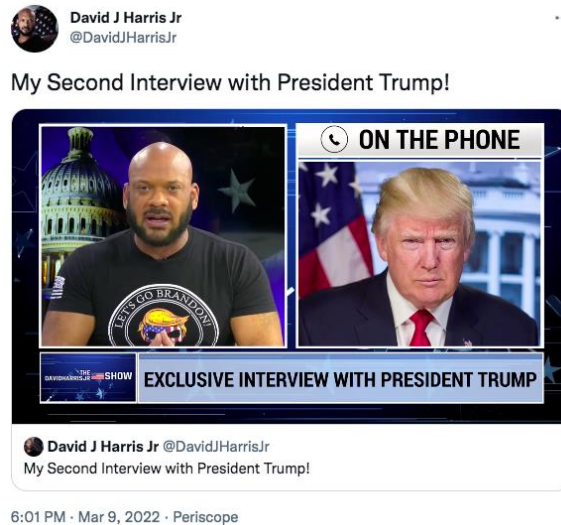 David J Harris Jr
@DavidJHarrisJr
My Second Interview with President Trump!
ON THE PHONE
LET'S GO BRANDON!
THE
DAVIDHARRISJR SHOW
EXCLUSIVE INTERVIEW WITH PRESIDENT TRUMP
David J Harris Jr @DavidJHarrisJr
My Second Interview with President Trump!
6:01 PM · Mar 9, 2022 · Periscope